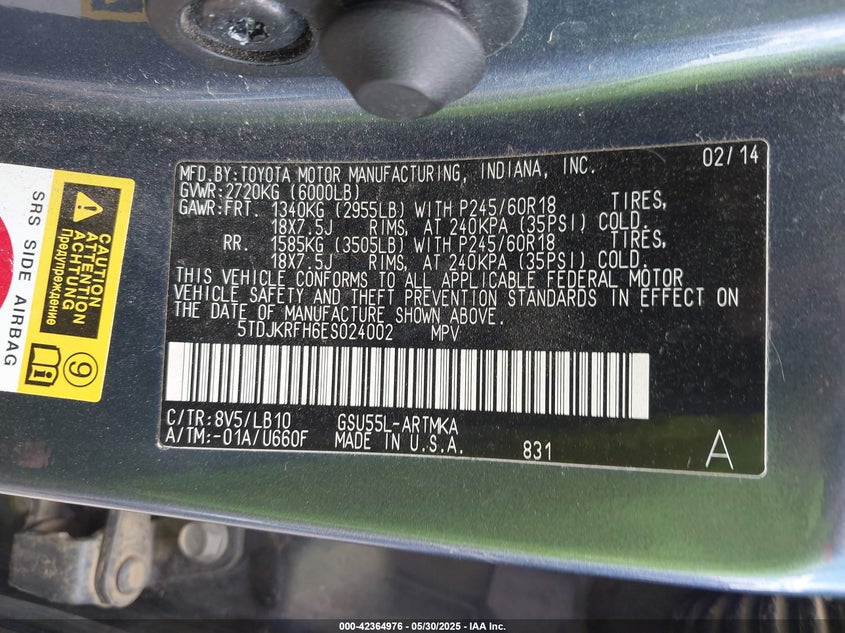 MFD.BY:TOYOTA MOTOR MANUFACTURING, INDIANA, INC. 02/14
GVWR:2720KG (6000LB)
GAWR:FRT. 1340KG (2955LB) WITH P245/60R18 TIRES,
18X7.5J RIMS, AT 240KPA (35PSI) COLD.
RR. 1585KG (3505LB) WITH P245/60R18 TIRES,
18X7.5J RIMS, AT 240KPA (35PSI) COLD.
THIS VEHICLE CONFORMS TO ALL APPLICABLE FEDERAL MOTOR
VEHICLE SAFETY AND THEFT PREVENTION STANDARDS IN EFFECT ON
THE DATE OF MANUFACTURE SHOWN ABOVE.
5TDJKRFH6ES024002 MPV
C/TR:8V5/LB10 GSU55L-ARTMKA
A/TM:-01A/U660F MADE IN U.S.A. 831 A
SRS SIDE AIRBAG
CAUTION
ATTENTION
ACHTUNG
Предупреждение
9
000-42364976 - 05/30/2025 - IAA Inc.